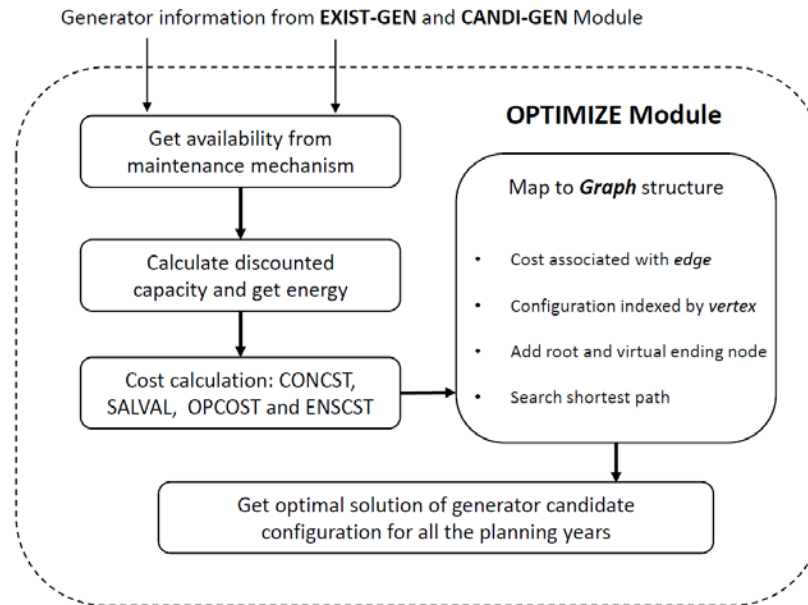 Generator information from EXIST-GEN and CANDI-GEN Module
OPTIMIZE Module
Get availability from
maintenance mechanism
Calculate discounted
capacity and get energy
Cost calculation: CONCST,
SALVAL, OPCOST and ENSCST
Map to Graph structure
• Cost associated with edge
• Configuration indexed by vertex
• Add root and virtual ending node
• Search shortest path
Get optimal solution of generator candidate
configuration for all the planning years